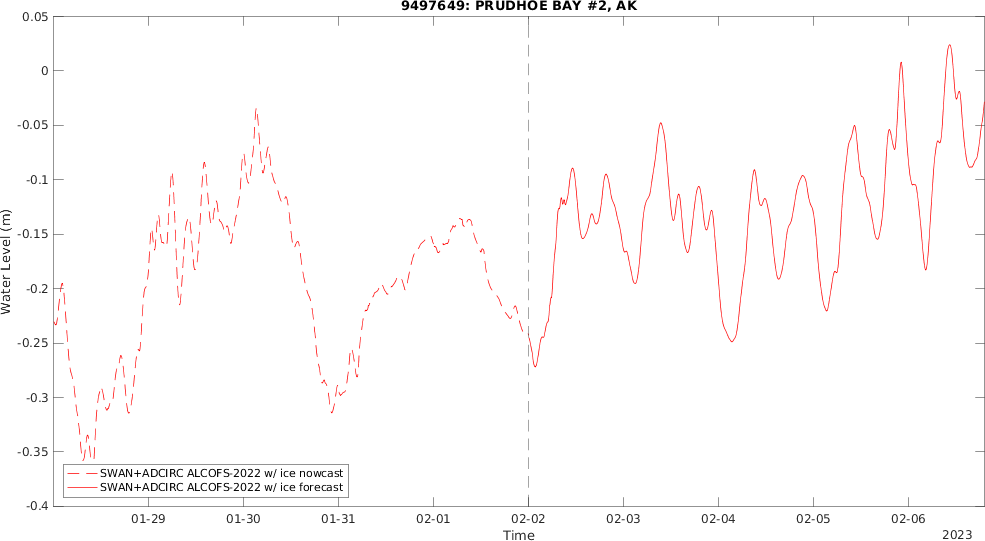 9497649: PRUDHOE BAY #2, AK
0.05
0
-0.05
-0.1
-0.15
-0.2
-0.25
-0.3
-0.35
-0.4
Water Level (m)
SWAN+ADCIRC ALCOFS-2022 w/ ice nowcast
SWAN+ADCIRC ALCOFS-2022 w/ ice forecast
01-29 01-30 01-31 02-01 02-02 02-03 02-04 02-05 02-06
Time
2023